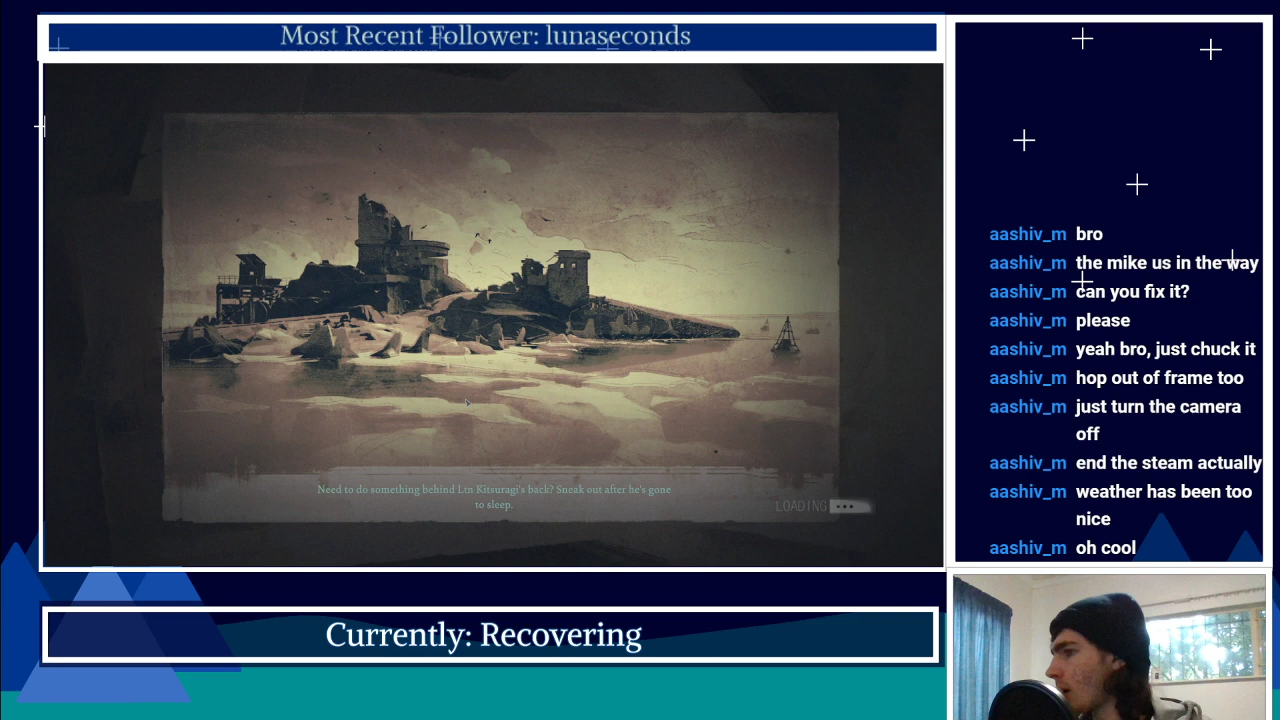 Most Recent Follower: lunaseconds
aashiv_m bro
aashiv_m the mike us in the way
aashiv_m can you fix it?
aashiv_m please
aashiv_m yeah bro, just chuck it
aashiv_m hop out of frame too
aashiv_m just turn the camera
off
aashiv_m end the steam actually
aashiv_m weather has been too
nice
aashiv_m oh cool
Need to do something behind Ltn Kitsuragi's back? Sneak out after he's gone
to sleep.
LOADING
Currently: Recovering